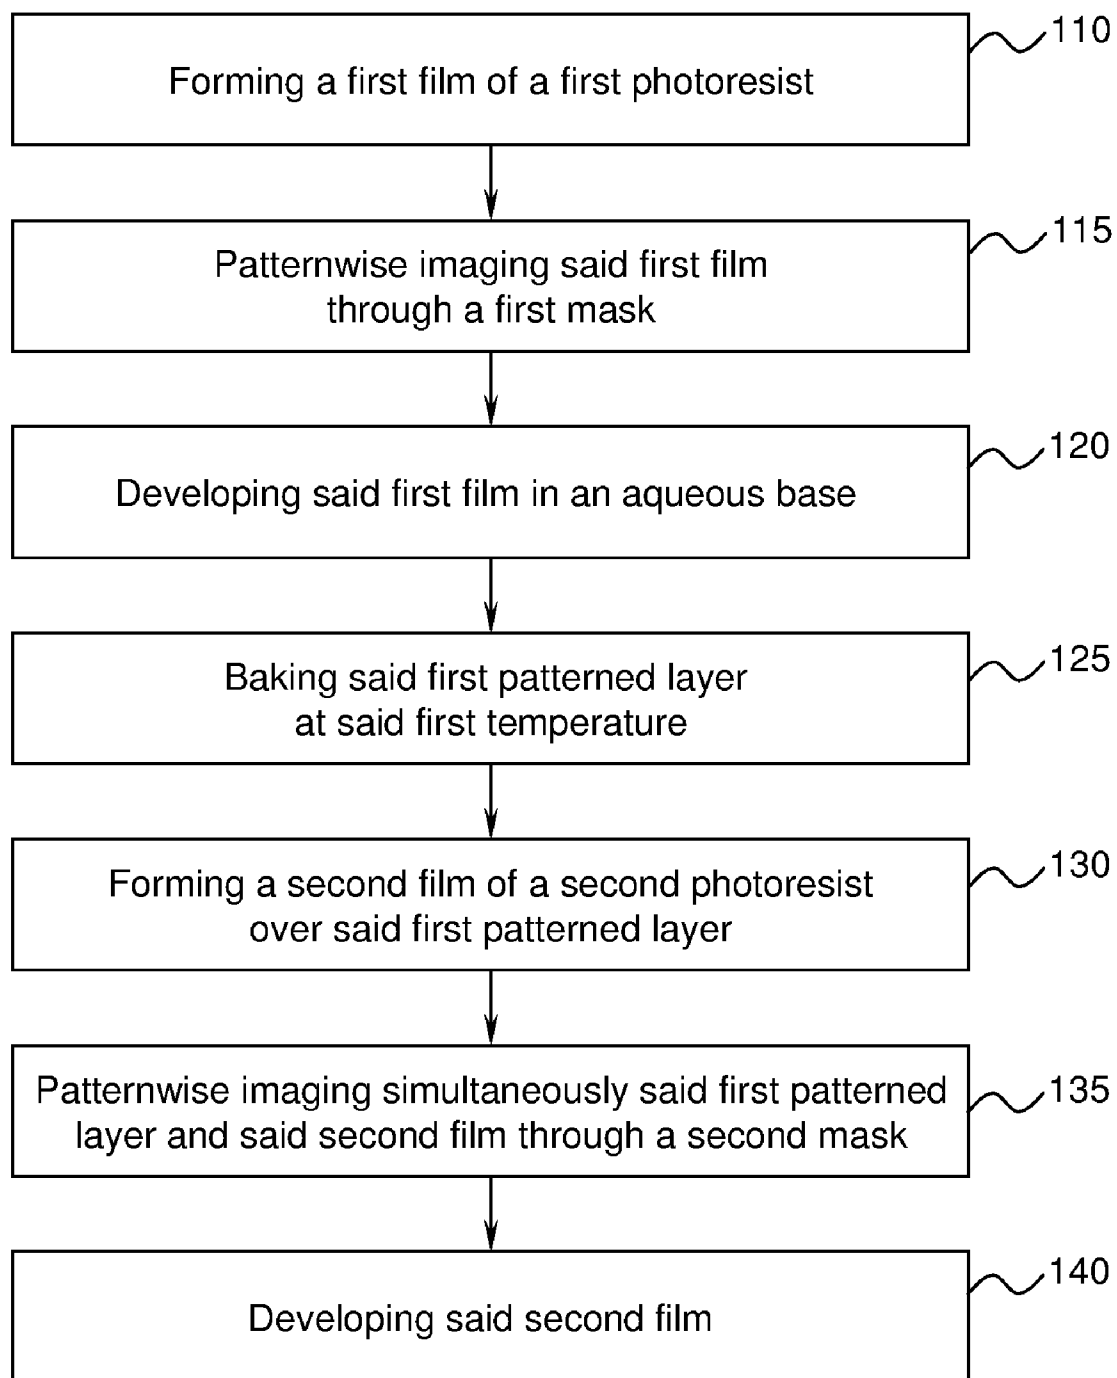 110
Forming a first film of a first photoresist
115
Patternwise imaging said first film
through a first mask
120
Developing said first film in an aqueous base
125
Baking said first patterned layer
at said first temperature
130
Forming a second film of a second photoresist
over said first patterned layer
135
Patternwise imaging simultaneously said first patterned
layer and said second film through a second mask
140
Developing said second film